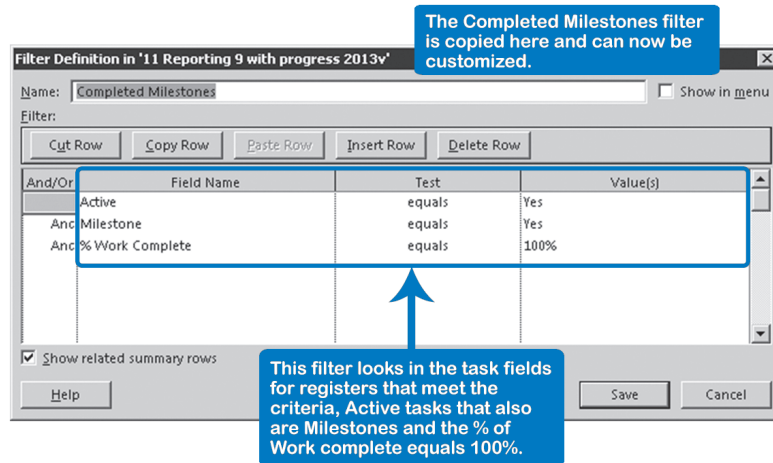 The Completed Milestones filter
is copied here and can now be
customized.
Filter Definition in '11 Reporting 9 with progress 2013v'
Name: Completed Milestones Show in menu
Filter:
Cut Row Copy Row Paste Row Insert Row Delete Row
And/Or Field Name Test Value(s)
Active equals Yes
Anc Milestone equals Yes
Anc % Work Complete equals 100%
Show related summary rows
This filter looks in the task fields
for registers that meet the
criteria, Active tasks that also
are Milestones and the % of
Work complete equals 100%.
Help Save Cancel